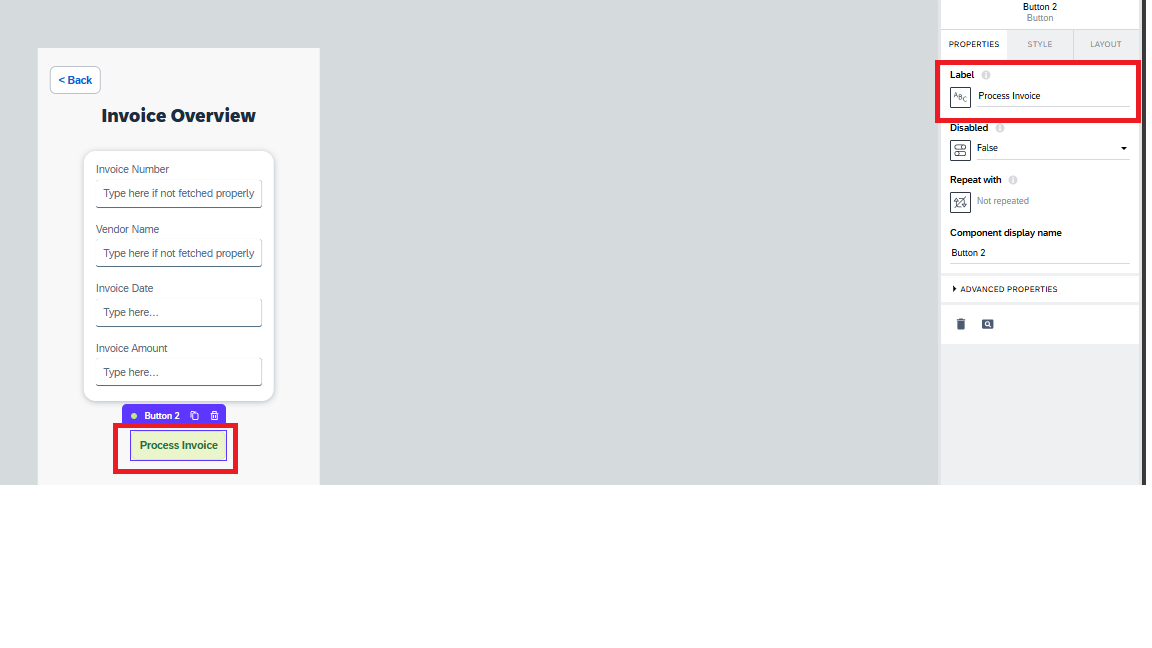 < Back
Invoice Overview
Invoice Number
Type here if not fetched properly
Vendor Name
Type here if not fetched properly
Invoice Date
Type here...
Invoice Amount
Type here...
Button 2
Process Invoice
Button 2
Button
PROPERTIES STYLE LAYOUT
Label
ABC Process Invoice
Disabled
False
Repeat with
Not repeated
Component display name
Button 2
ADVANCED PROPERTIES